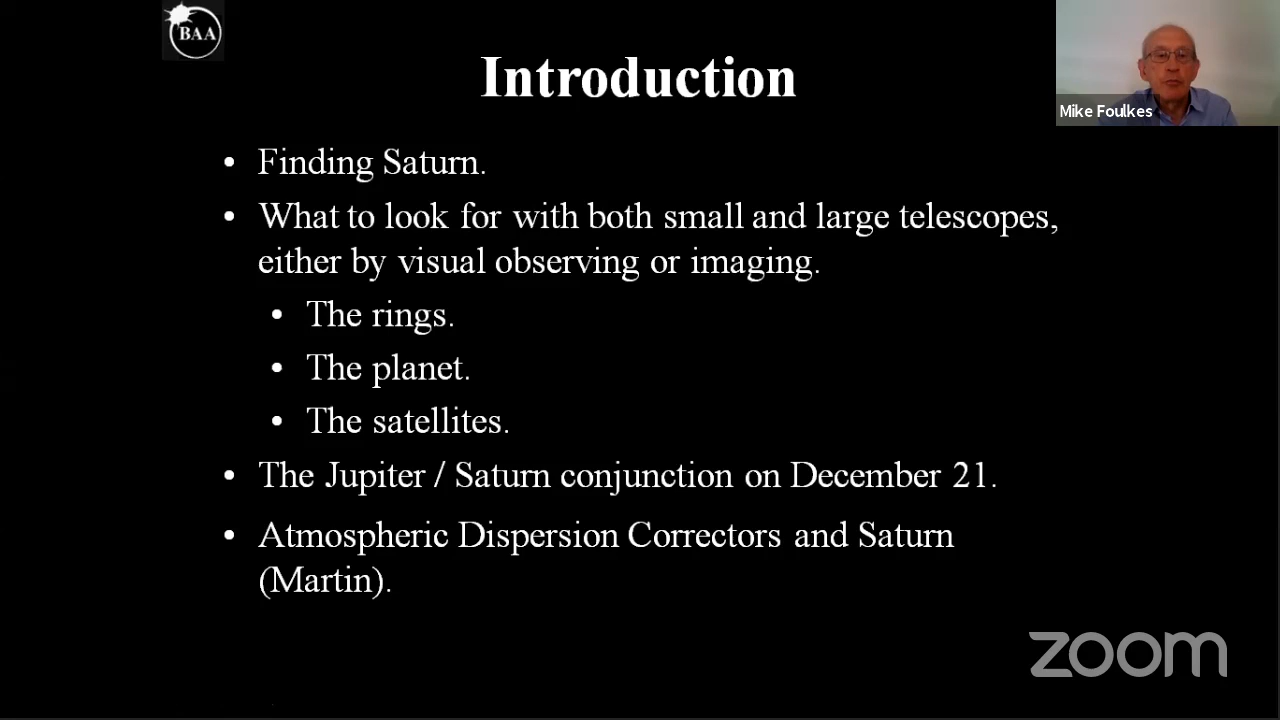 BAA
Introduction
Mike Foulkes
• Finding Saturn.
• What to look for with both small and large telescopes,
either by visual observing or imaging.
• The rings.
• The planet.
• The satellites.
• The Jupiter / Saturn conjunction on December 21.
• Atmospheric Dispersion Correctors and Saturn
(Martin).
zoom